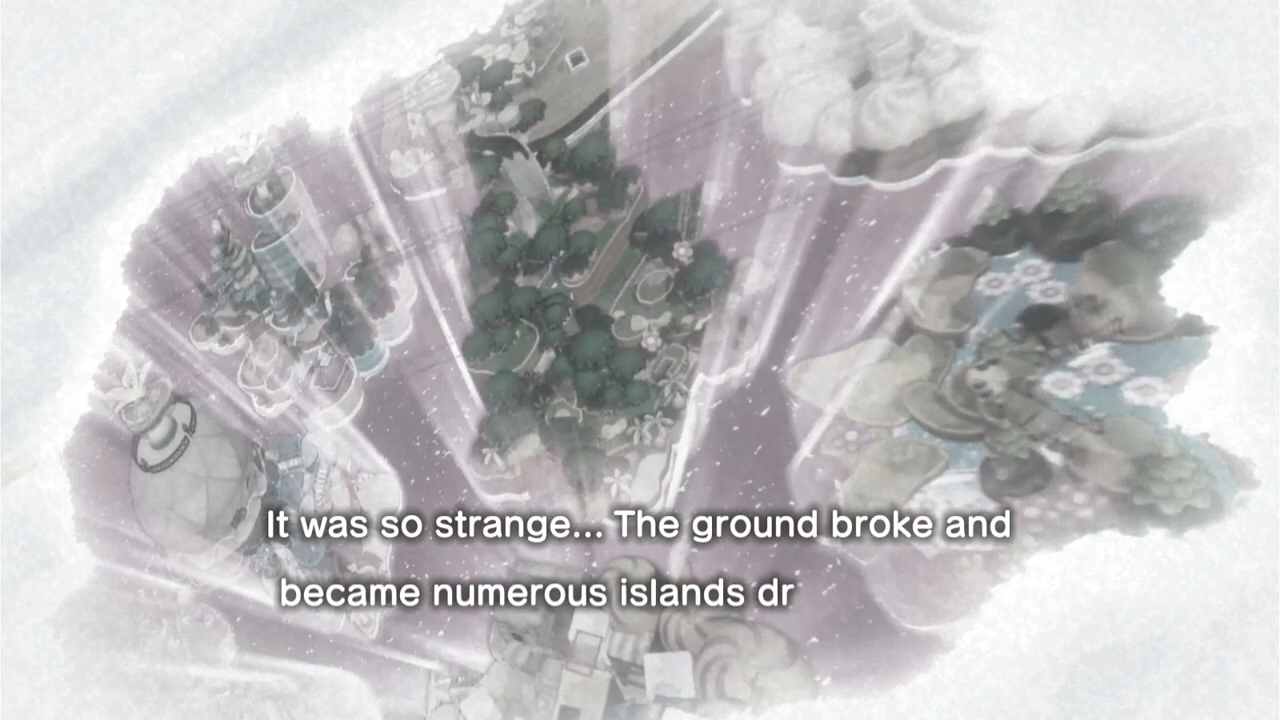 It was so strange... The ground broke and
became numerous islands dr